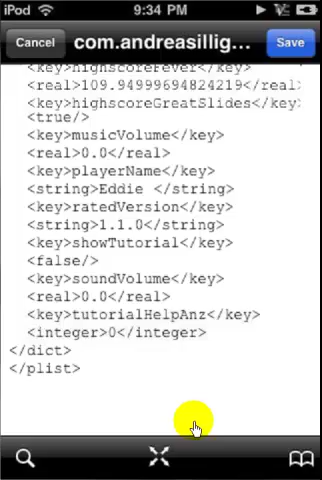 iPod 9:34 PM
Cancel com.andreasillig... Save
<key>highscoreFever</key>
<real>109.94999694824219</real>
<key>highscoreGreatSlides</key>
<true/>
<key>musicVolume</key>
<real>0.0</real>
<key>playerName</key>
<string>Eddie </string>
<key>ratedVersion</key>
<string>1.1.0</string>
<key>showTutorial</key>
<false/>
<key>soundVolume</key>
<real>0.0</real>
<key>tutorialHelpAnz</key>
<integer>0</integer>
</dict>
</plist>